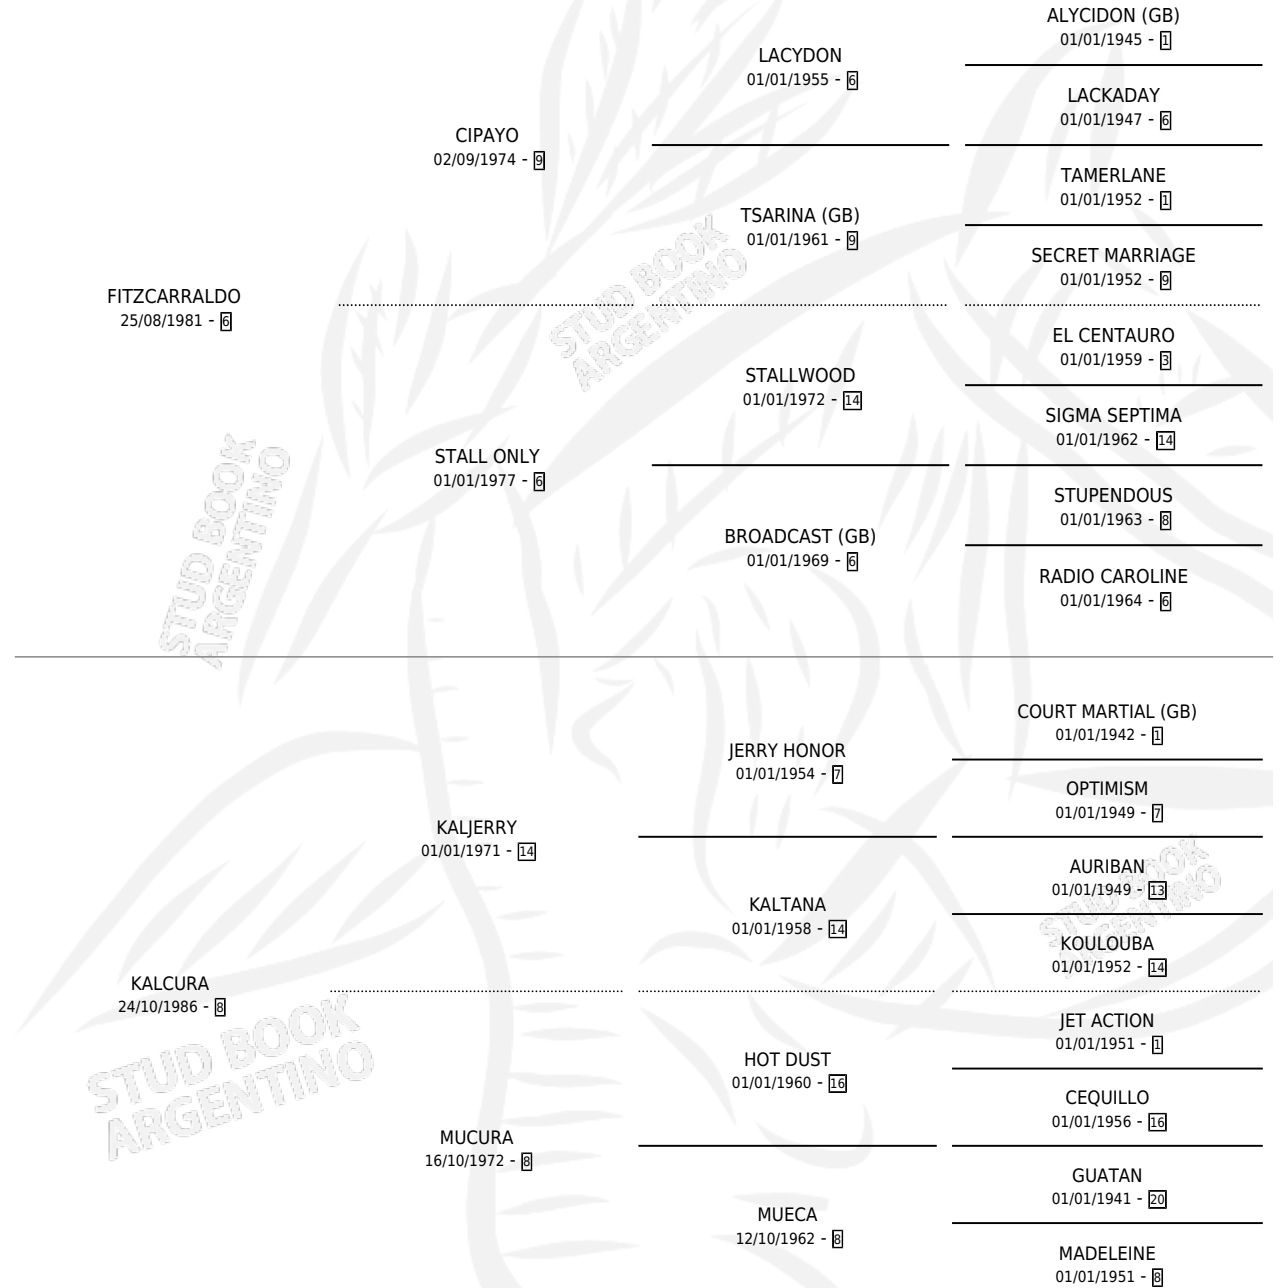 ALYCIDON (GB)
01/01/1945 - 1
LACYDON
01/01/1955 - 6
LACKADAY
01/01/1947 - 6
CIPAYO
02/09/1974 - 9
TAMERLANE
01/01/1952 - 1
TSARINA (GB)
01/01/1961 - 9
SECRET MARRIAGE
01/01/1952 - 9
FITZCARRALDO
25/08/1981 - 6
STUD BOOK
ARGENTINO
EL CENTAURO
01/01/1959 - 3
STALLWOOD
01/01/1972 - 14
SIGMA SEPTIMA
01/01/1962 - 14
STALL ONLY
01/01/1977 - 6
STUPENDOUS
01/01/1963 - 8
BROADCAST (GB)
01/01/1969 - 6
RADIO CAROLINE
01/01/1964 - 6
STUD BOOK
ARGENTINO
COURT MARTIAL (GB)
01/01/1942 - 1
JERRY HONOR
01/01/1954 - 7
OPTIMISM
01/01/1949 - 7
KALJERRY
01/01/1971 - 14
AURIBAN
01/01/1949 - 13
KALTANA
01/01/1958 - 14
KOULOUBA
01/01/1952 - 14
STUD BOOK
ARGENTINO
KALCURA
24/10/1986 - 8
STUD BOOK
ARGENTINO
JET ACTION
01/01/1951 - 1
HOT DUST
01/01/1960 - 16
CEQUILLO
01/01/1956 - 16
MUCURA
16/10/1972 - 8
GUATAN
01/01/1941 - 20
MUECA
12/10/1962 - 8
MADELEINE
01/01/1951 - 8